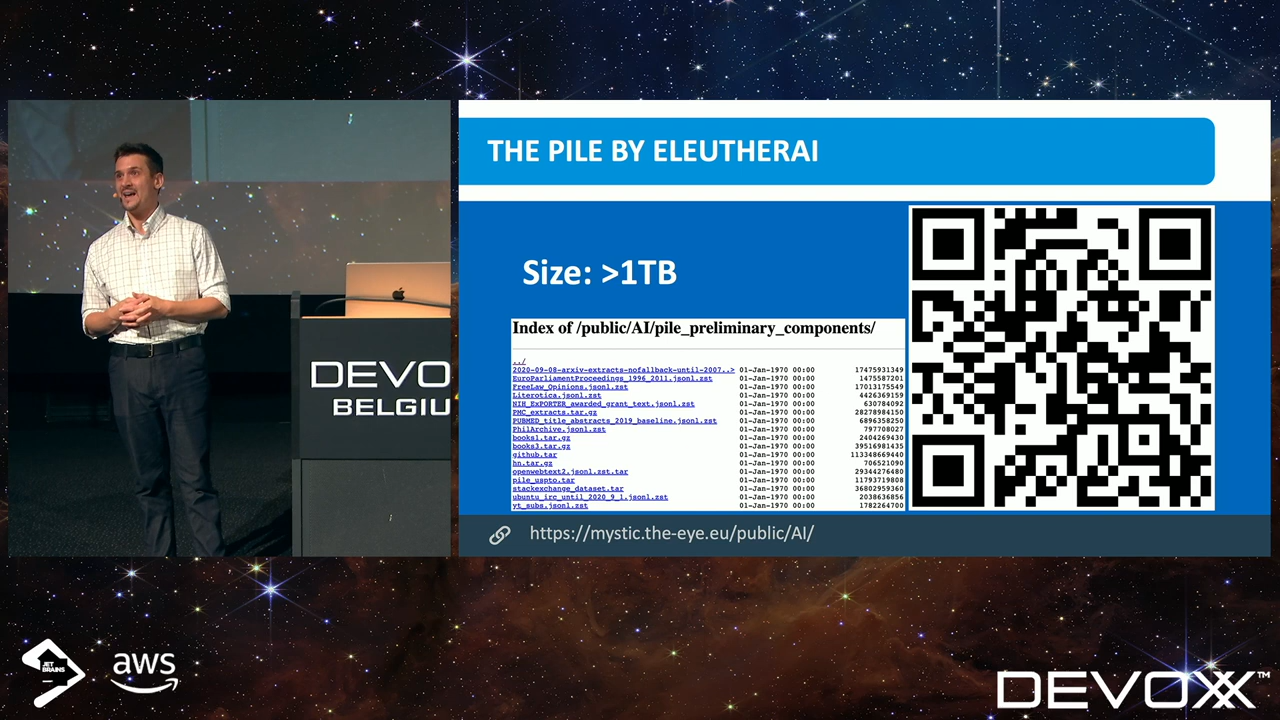 THE PILE BY ELEUTHERAI
Size: >1TB
Index of /public/AI/pile_preliminary_components/
../
2020-09-08-arxiv-extracts-nofallback-until-2007..> 01-Jan-1970 00:00 17475931349
EuroParliamentProceedings_1996_2011.jsonl.zst 01-Jan-1970 00:00 1475587201
FreeLaw_Opinions.jsonl.zst 01-Jan-1970 00:00 17013175549
Literotica.jsonl.zst 01-Jan-1970 00:00 4426369159
NIH_ExPORTER_awarded_grant_text.jsonl.zst 01-Jan-1970 00:00 630784092
PMC_extracts.tar.gz 01-Jan-1970 00:00 28278984150
PUBMED_title_abstracts_2019_baseline.jsonl.zst 01-Jan-1970 00:00 6896358250
PhilArchive.jsonl.zst 01-Jan-1970 00:00 797708027
books1.tar.gz 01-Jan-1970 00:00 2404269430
books3.tar.gz 01-Jan-1970 00:00 39516981435
github.tar 01-Jan-1970 00:00 113348669440
hn.tar.gz 01-Jan-1970 00:00 706521090
openwebtext2.jsonl.zst.tar 01-Jan-1970 00:00 29344276480
pile_uspto.tar 01-Jan-1970 00:00 11793719808
stackexchange_dataset.tar 01-Jan-1970 00:00 36802959360
ubuntu_irc_until_2020_9_1.jsonl.zst 01-Jan-1970 00:00 2038636856
yt_subs.jsonl.zst 01-Jan-1970 00:00 1782264700
https://mystic.the-eye.eu/public/AI/
DEVO
BELGIU
JET
BRAINS
aws
DEVOXX™